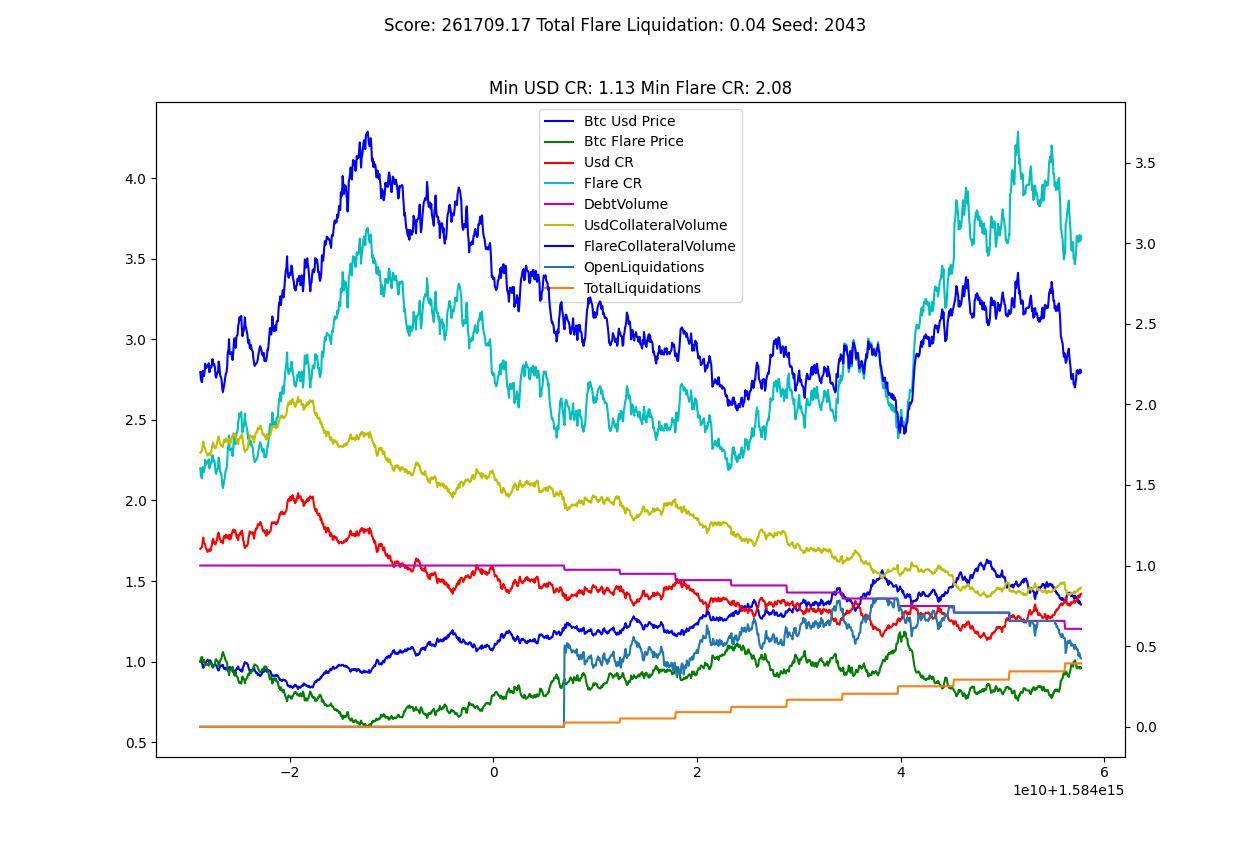 Score: 261709.17 Total Flare Liquidation: 0.04 Seed: 2043
Min USD CR: 1.13 Min Flare CR: 2.08
Btc Usd Price
Btc Flare Price
Usd CR
Flare CR
DebtVolume
UsdCollateralVolume
FlareCollateralVolume
OpenLiquidations
TotalLiquidations
4.0
3.5
3.0
2.5
2.0
1.5
1.0
0.5
3.5
3.0
2.5
2.0
1.5
1.0
0.5
0.0
−2 0 2 4 6
1e10+1.584e15